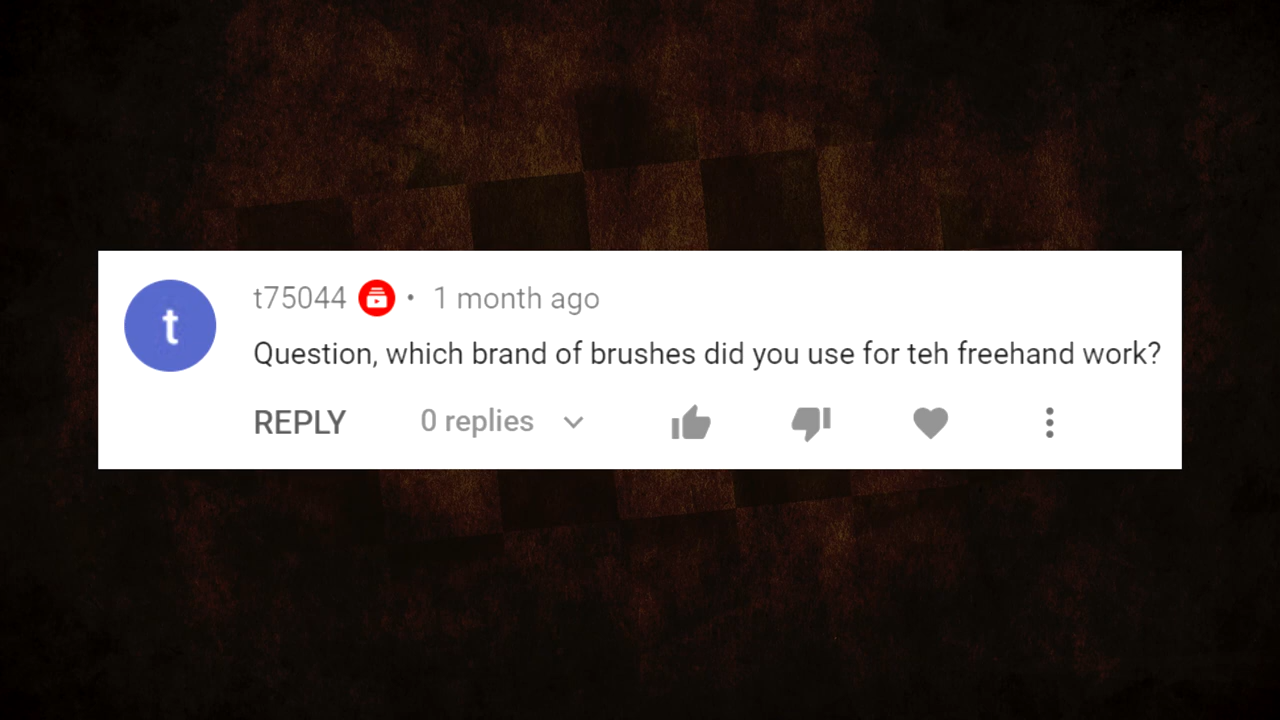 t
t75044 • 1 month ago
Question, which brand of brushes did you use for teh freehand work?
REPLY 0 replies